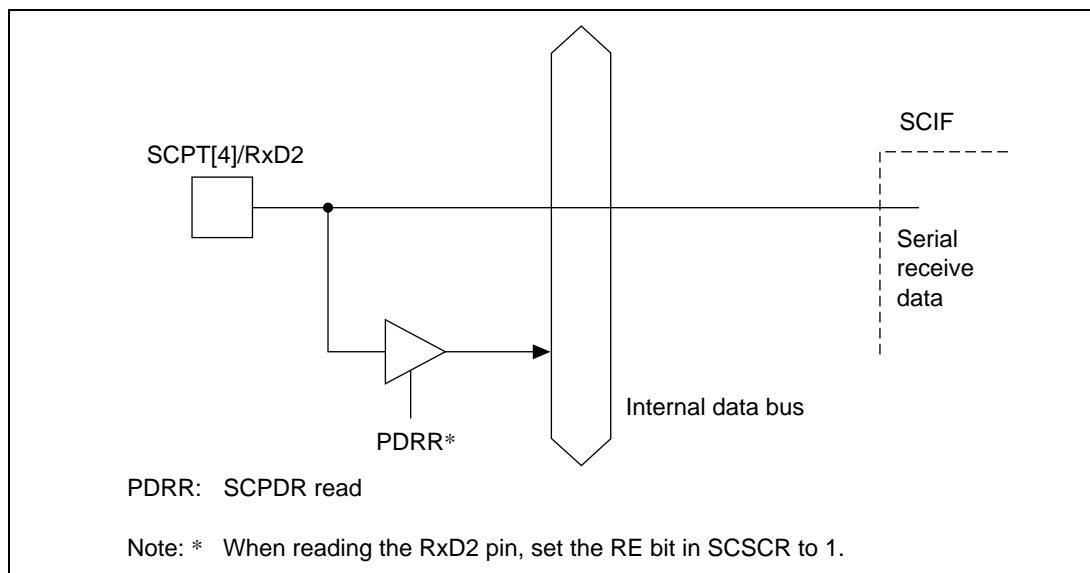 SCIF
SCPT[4]/RxD2
Serial
receive
data
Internal data bus
PDRR*
PDRR: SCPDR read
Note: * When reading the RxD2 pin, set the RE bit in SCSCR to 1.